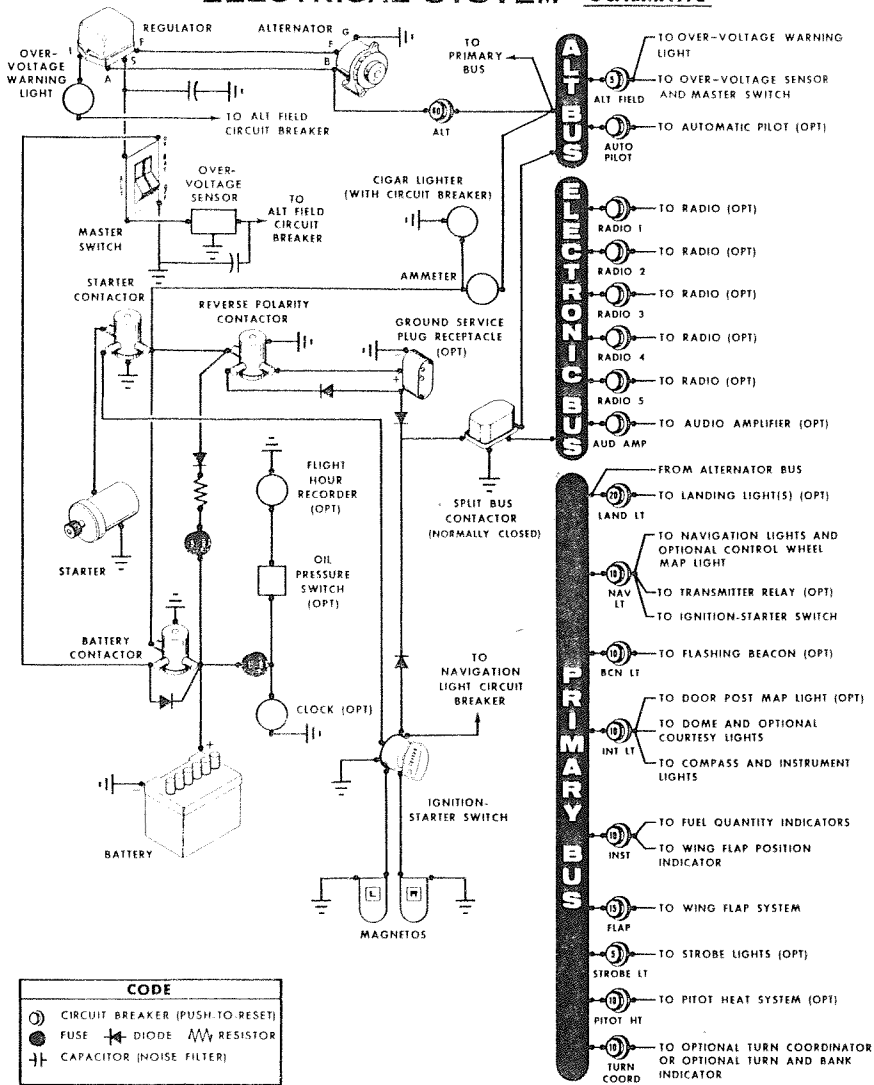 ELECTRICAL SYSTEM SCHEMATIC
REGULATOR
ALTERNATOR
G
F
F
I
S
A
B
OVER-
VOLTAGE
WARNING
LIGHT
TO ALT FIELD
CIRCUIT BREAKER
TO
PRIMARY
BUS
60
ALT
OVER-
VOLTAGE
SENSOR
MASTER
SWITCH
TO
ALT FIELD
CIRCUIT
BREAKER
CIGAR LIGHTER
(WITH CIRCUIT BREAKER)
AMMETER
STARTER
CONTACTOR
REVERSE POLARITY
CONTACTOR
GROUND SERVICE
PLUG RECEPTACLE
(OPT)
+
STARTER
FLIGHT
HOUR
RECORDER
(OPT)
OIL
PRESSURE
SWITCH
(OPT)
SPLIT BUS
CONTACTOR
(NORMALLY CLOSED)
BATTERY
CONTACTOR
CLOCK (OPT)
TO
NAVIGATION
LIGHT CIRCUIT
BREAKER
+
BATTERY
IGNITION-
STARTER SWITCH
L
R
MAGNETOS
ALT BUS
5
ALT FIELD
TO OVER-VOLTAGE WARNING
LIGHT
TO OVER-VOLTAGE SENSOR
AND MASTER SWITCH
AUTO
PILOT
TO AUTOMATIC PILOT (OPT)
ELECTRONIC BUS
RADIO 1
TO RADIO (OPT)
RADIO 2
TO RADIO (OPT)
RADIO 3
TO RADIO (OPT)
RADIO 4
TO RADIO (OPT)
RADIO 5
TO RADIO (OPT)
AUD AMP
TO AUDIO AMPLIFIER (OPT)
PRIMARY BUS
FROM ALTERNATOR BUS
20
LAND LT
TO LANDING LIGHT(S) (OPT)
10
NAV
LT
TO NAVIGATION LIGHTS AND
OPTIONAL CONTROL WHEEL
MAP LIGHT
TO TRANSMITTER RELAY (OPT)
TO IGNITION-STARTER SWITCH
10
BCN LT
TO FLASHING BEACON (OPT)
10
INT LT
TO DOOR POST MAP LIGHT (OPT)
TO DOME AND OPTIONAL
COURTESY LIGHTS
TO COMPASS AND INSTRUMENT
LIGHTS
10
INST
TO FUEL QUANTITY INDICATORS
TO WING FLAP POSITION
INDICATOR
15
FLAP
TO WING FLAP SYSTEM
5
STROBE LT
TO STROBE LIGHTS (OPT)
10
PITOT HT
TO PITOT HEAT SYSTEM (OPT)
10
TURN
COORD
TO OPTIONAL TURN COORDINATOR
OR OPTIONAL TURN AND BANK
INDICATOR
CODE
CIRCUIT BREAKER (PUSH-TO-RESET)
FUSE DIODE RESISTOR
CAPACITOR (NOISE FILTER)